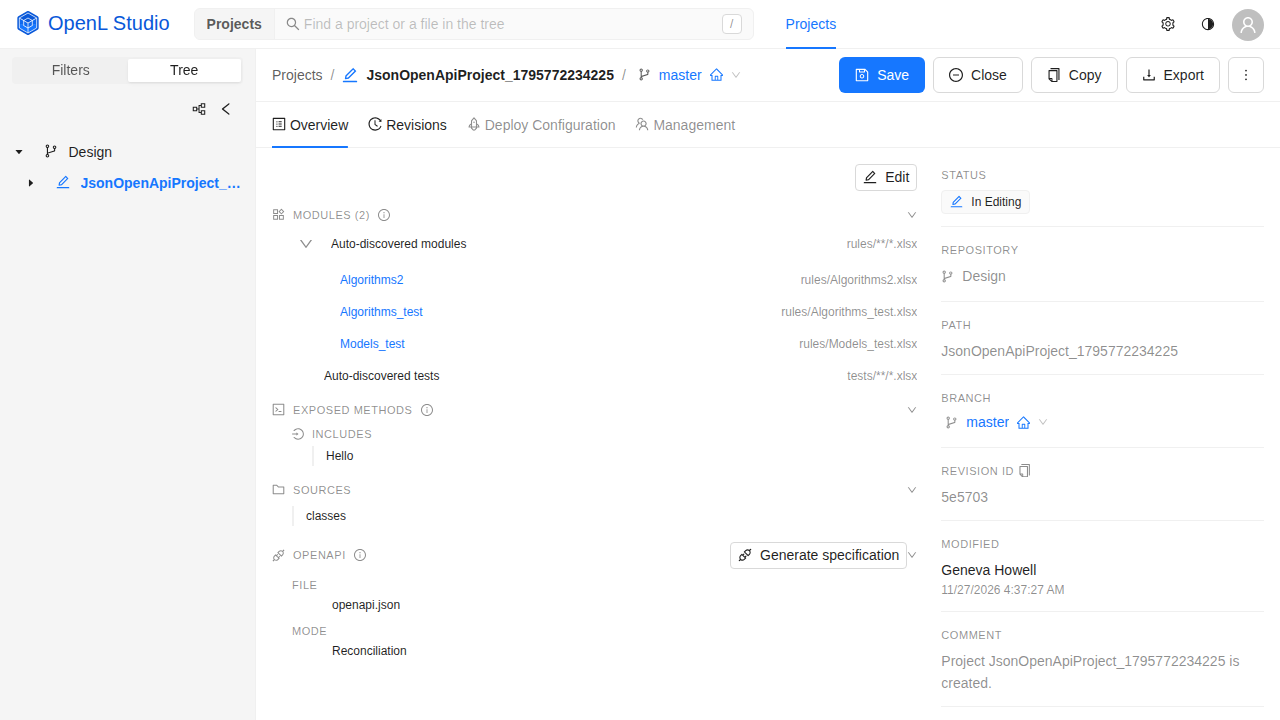 OpenL Studio
Projects
Find a project or a file in the tree
/
Projects
Filters
Tree
Design
JsonOpenApiProject_...
Projects / JsonOpenApiProject_1795772234225 / master
Save
Close
Copy
Export
Overview
Revisions
Deploy Configuration
Management
Edit
MODULES (2)
Auto-discovered modules
rules/**/*.xlsx
Algorithms2
rules/Algorithms2.xlsx
Algorithms_test
rules/Algorithms_test.xlsx
Models_test
rules/Models_test.xlsx
Auto-discovered tests
tests/**/*.xlsx
EXPOSED METHODS
INCLUDES
Hello
SOURCES
classes
OPENAPI
Generate specification
FILE
openapi.json
MODE
Reconciliation
STATUS
In Editing
REPOSITORY
Design
PATH
JsonOpenApiProject_1795772234225
BRANCH
master
REVISION ID
5e5703
MODIFIED
Geneva Howell
11/27/2026 4:37:27 AM
COMMENT
Project JsonOpenApiProject_1795772234225 is
created.